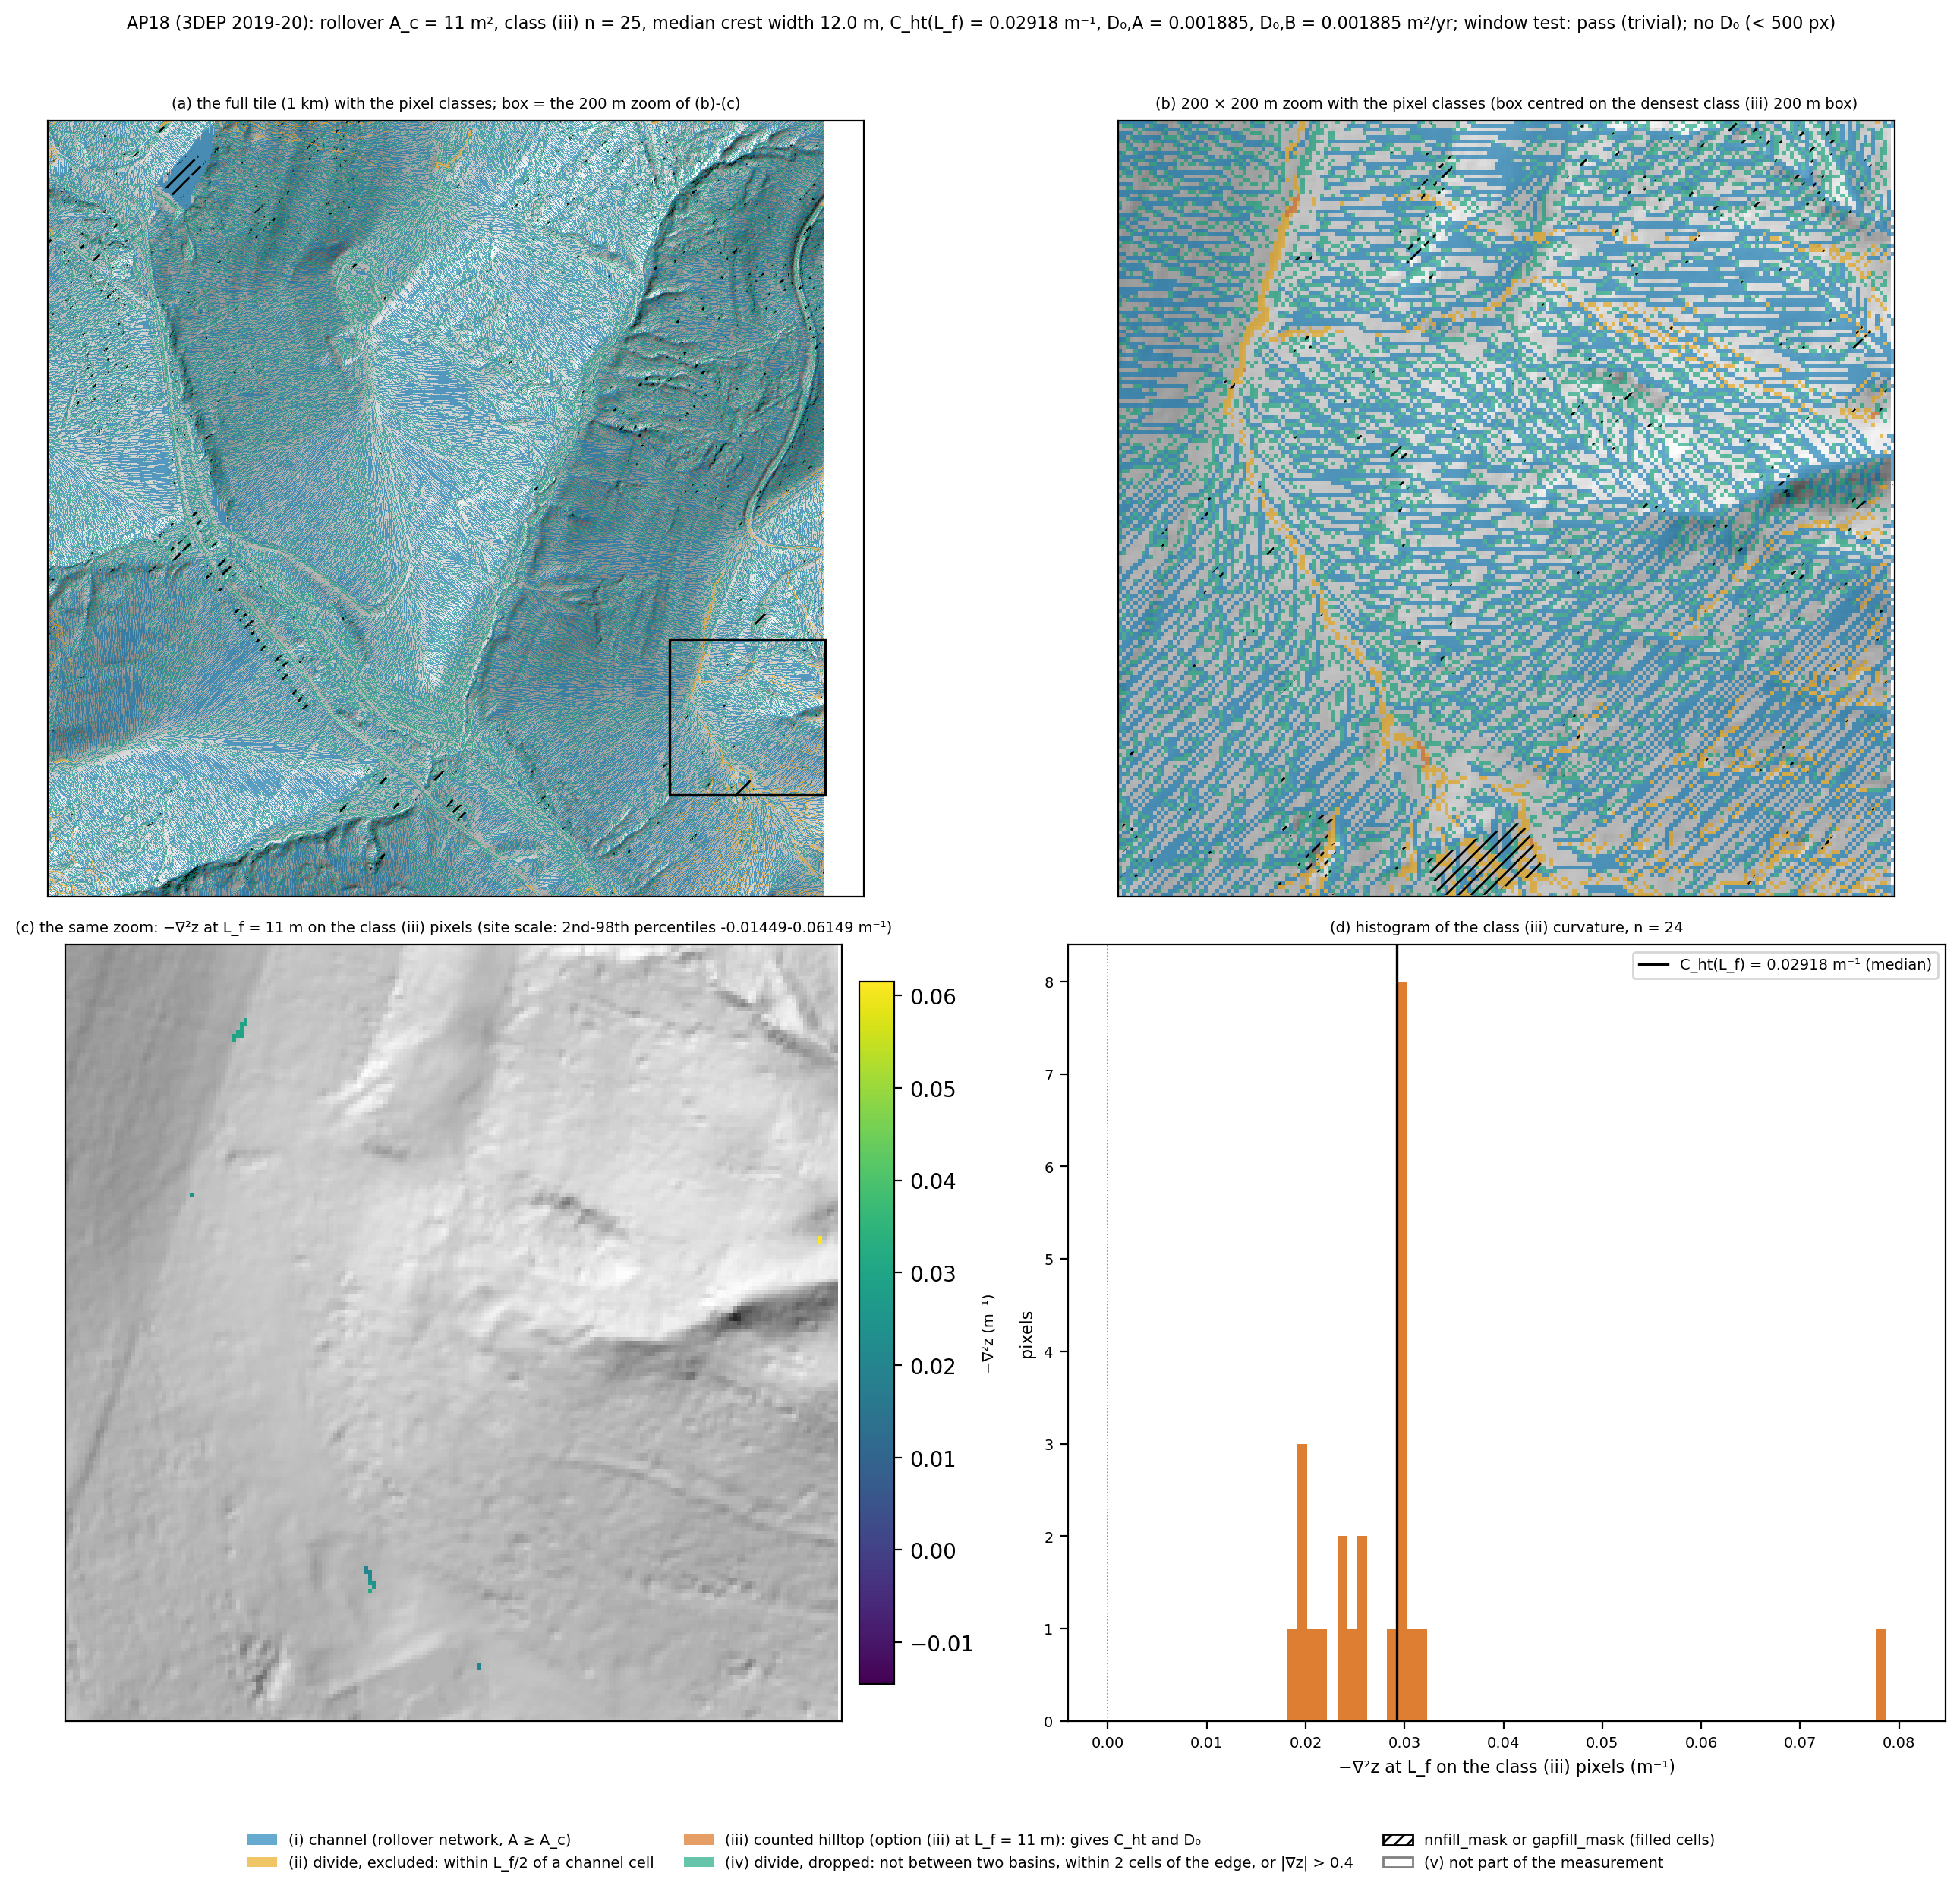 AP18 (3DEP 2019-20): rollover A_c = 11 m², class (iii) n = 25, median crest width 12.0 m, C_ht(L_f) = 0.02918 m⁻¹, D₀,A = 0.001885, D₀,B = 0.001885 m²/yr; window test: pass (trivial); no D₀ (< 500 px)
(a) the full tile (1 km) with the pixel classes; box = the 200 m zoom of (b)-(c)
(b) 200 × 200 m zoom with the pixel classes (box centred on the densest class (iii) 200 m box)
(c) the same zoom: −∇²z at L_f = 11 m on the class (iii) pixels (site scale: 2nd-98th percentiles -0.01449-0.06149 m⁻¹)
0.06
0.05
0.04
0.03
0.02
0.01
0.00
−0.01
−∇²z (m⁻¹)
(d) histogram of the class (iii) curvature, n = 24
C_ht(L_f) = 0.02918 m⁻¹ (median)
8
7
6
5
4
3
2
1
0
pixels
0.00 0.01 0.02 0.03 0.04 0.05 0.06 0.07 0.08
−∇²z at L_f on the class (iii) pixels (m⁻¹)
(i) channel (rollover network, A ≥ A_c)
(ii) divide, excluded: within L_f/2 of a channel cell
(iii) counted hilltop (option (iii) at L_f = 11 m): gives C_ht and D₀
(iv) divide, dropped: not between two basins, within 2 cells of the edge, or |∇z| > 0.4
nnfill_mask or gapfill_mask (filled cells)
(v) not part of the measurement